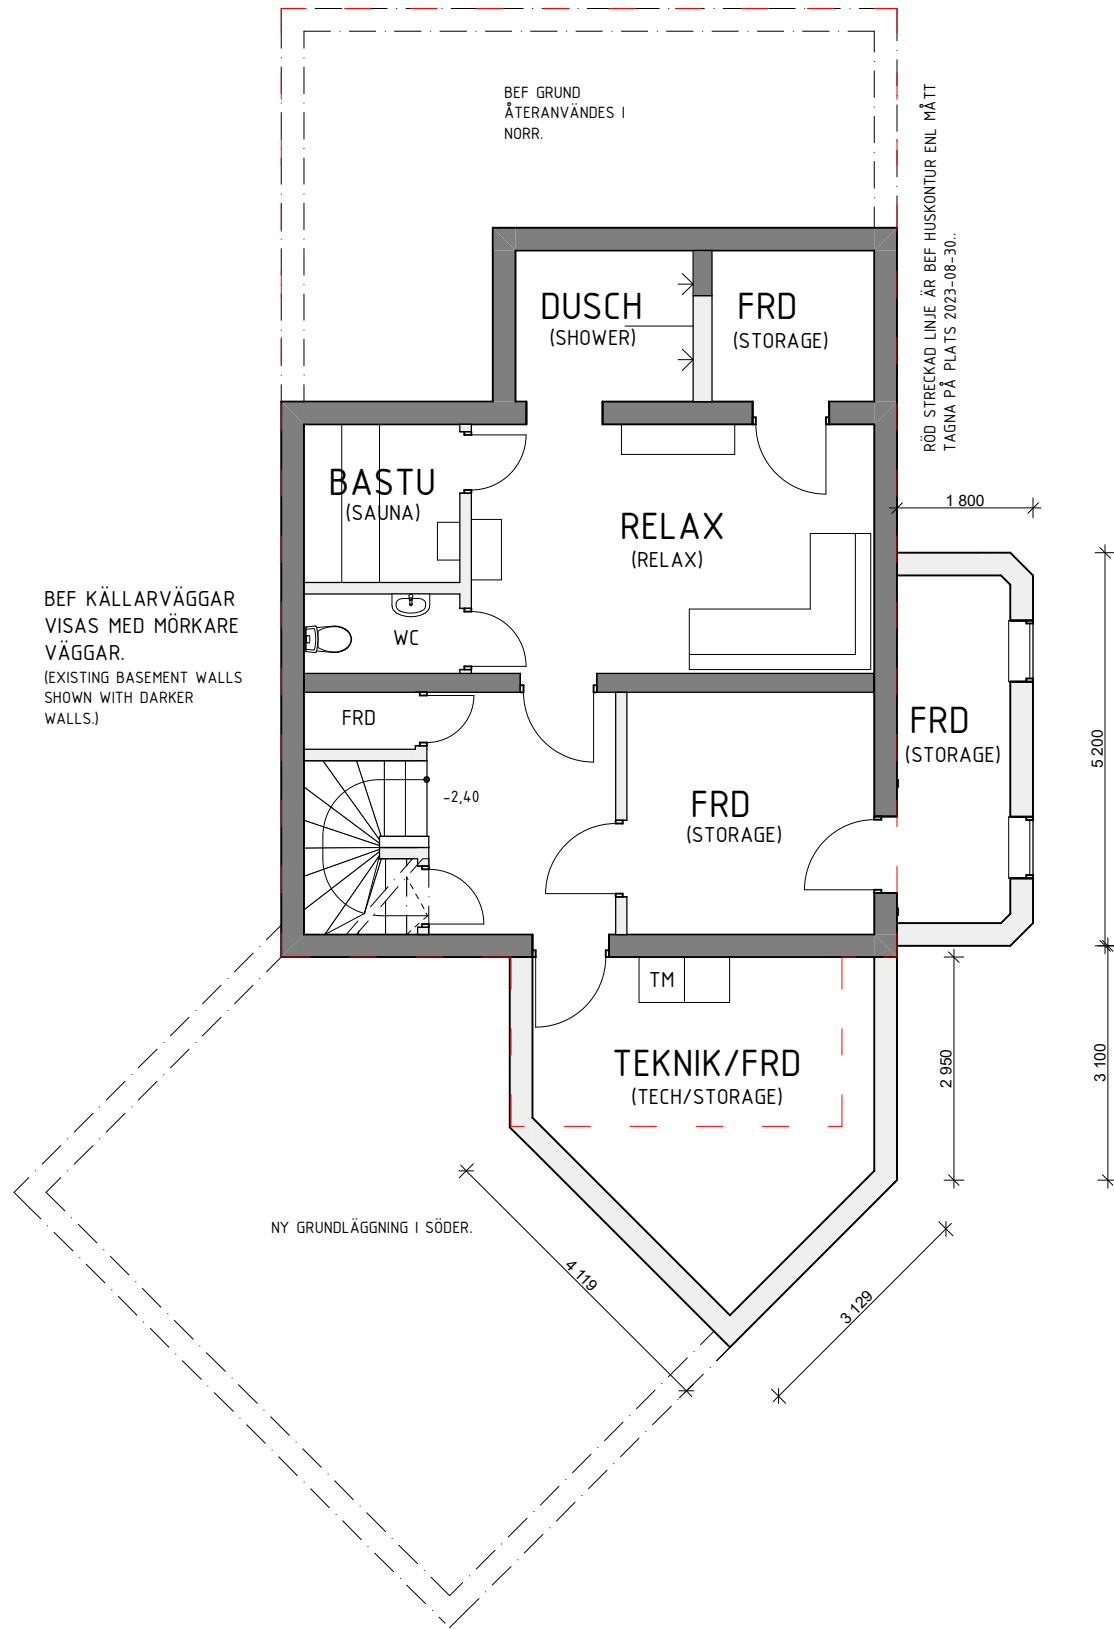 BEF GRUND
ÅTERANVÄNDES I
NORR.
RÖD STRECKAD LINJE ÄR BEF HUSKONTUR ENL MÅTT
TAGNA PÅ PLATS 2023-08-30..
DUSCH
(SHOWER)
FRD
(STORAGE)
BASTU
(SAUNA)
RELAX
(RELAX)
1 800
BEF KÄLLARVÄGGAR
VISAS MED MÖRKARE
VÄGGAR.
(EXISTING BASEMENT WALLS
SHOWN WITH DARKER
WALLS.)
WC
FRD
-2,40
FRD
(STORAGE)
FRD
(STORAGE)
5 200
TM
TEKNIK/FRD
(TECH/STORAGE)
2 950
3 100
NY GRUNDLÄGGNING I SÖDER.
4 119
3 129